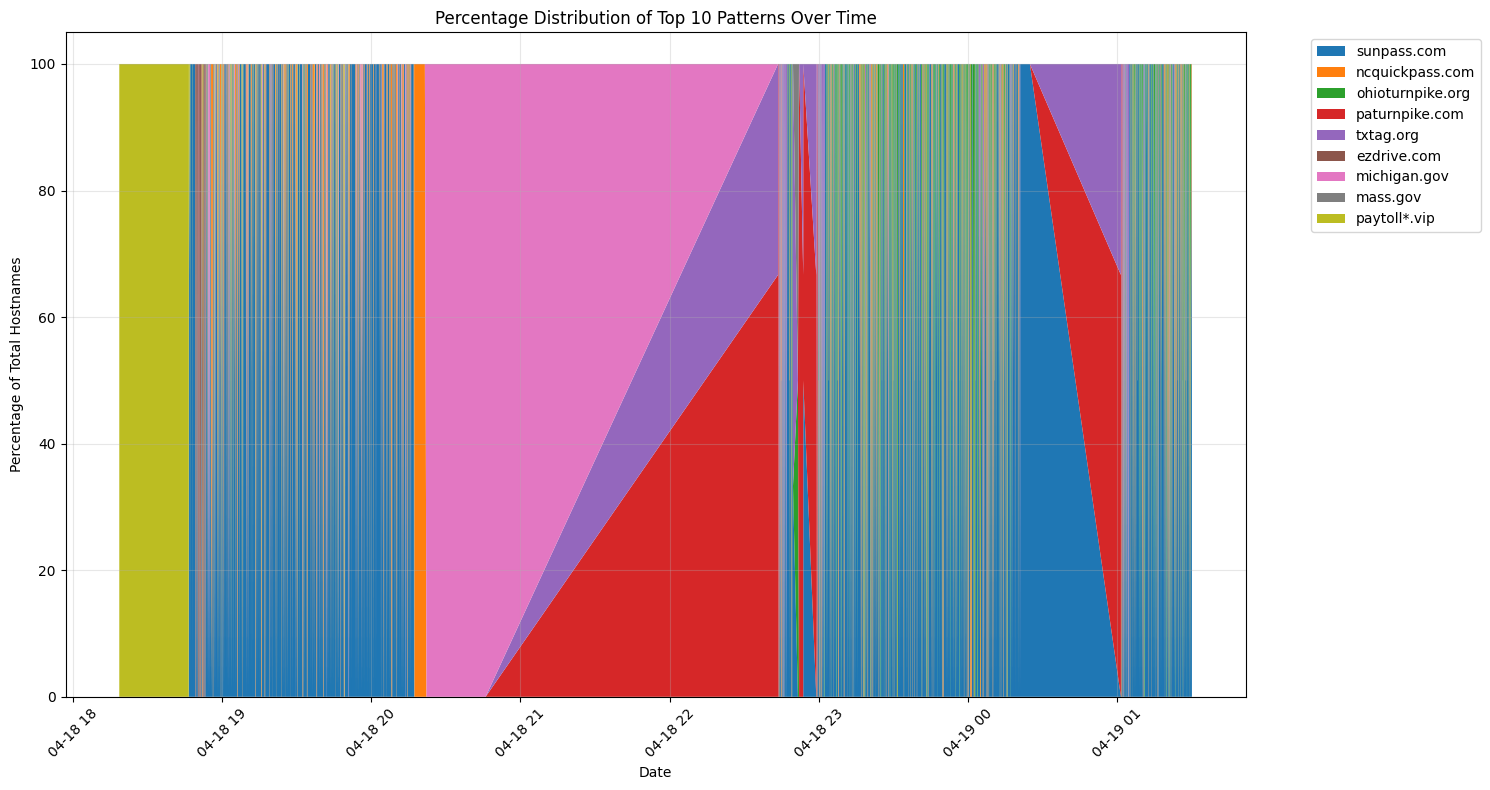 Percentage Distribution of Top 10 Patterns Over Time
Percentage of Total Hostnames
100
80
60
40
20
0
04-18 18
04-18 19
04-18 20
04-18 21
04-18 22
04-18 23
04-19 00
04-19 01
Date
sunpass.com
ncquickpass.com
ohioturnpike.org
paturnpike.com
txtag.org
ezdrive.com
michigan.gov
mass.gov
paytoll*.vip